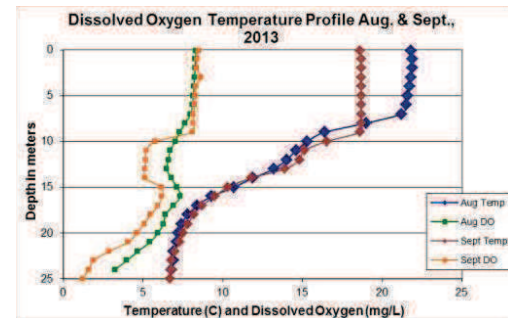 Dissolved Oxygen Temperature Profile Aug. & Sept.,
2013
Depth in meters
0
5
10
15
20
25
0 5 10 15 20 25
Temperature (C) and Dissolved Oxygen (mg/L)
Aug Temp
Aug DO
Sept Temp
Sept DO